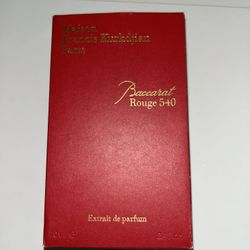 Maison
Francis Kurkdjian
Paris
Baccarat
Rouge 540
Extrait de parfum